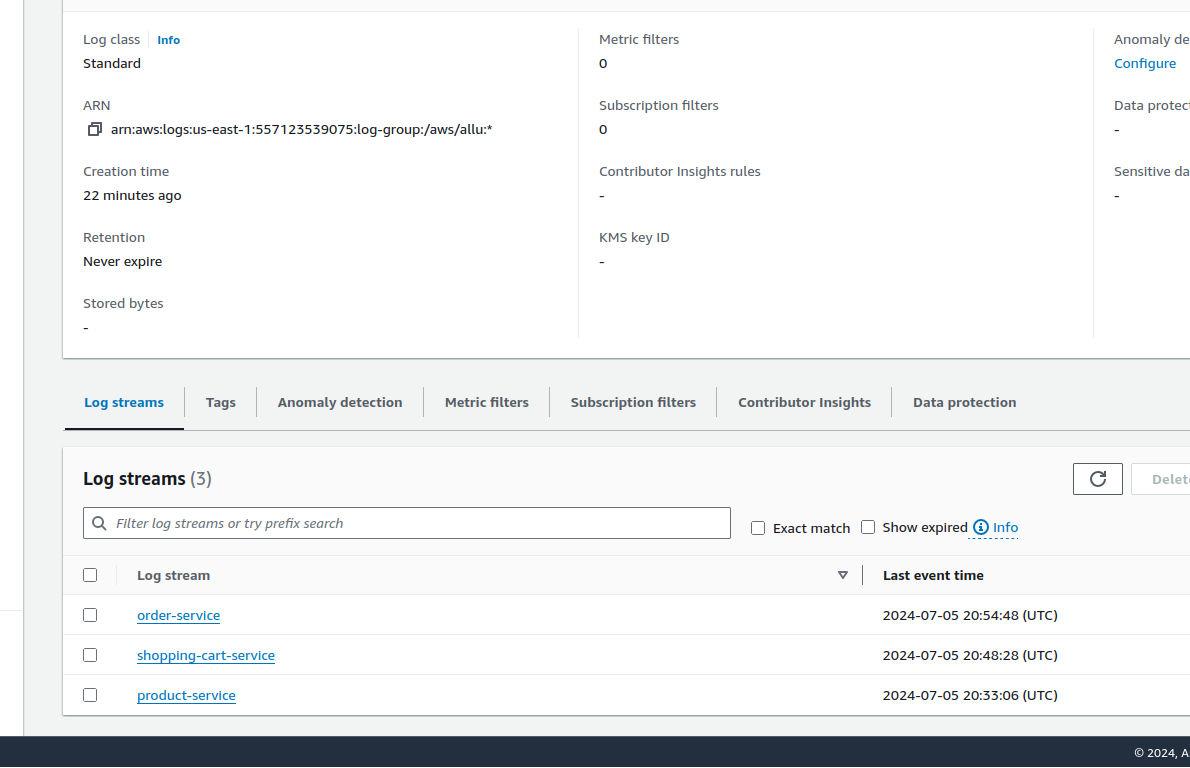 Log class Info
Standard
ARN
arn:aws:logs:us-east-1:557123539075:log-group:/aws/allu:*
Creation time
22 minutes ago
Retention
Never expire
Stored bytes
-
Metric filters
0
Subscription filters
0
Contributor Insights rules
-
KMS key ID
-
Anomaly de
Configure
Data protect
-
Sensitive da
-
Log streams Tags Anomaly detection Metric filters Subscription filters Contributor Insights Data protection
Log streams (3)
Delete
Filter log streams or try prefix search
Exact match Show expired Info
Log stream Last event time
order-service 2024-07-05 20:54:48 (UTC)
shopping-cart-service 2024-07-05 20:48:28 (UTC)
product-service 2024-07-05 20:33:06 (UTC)
© 2024, A